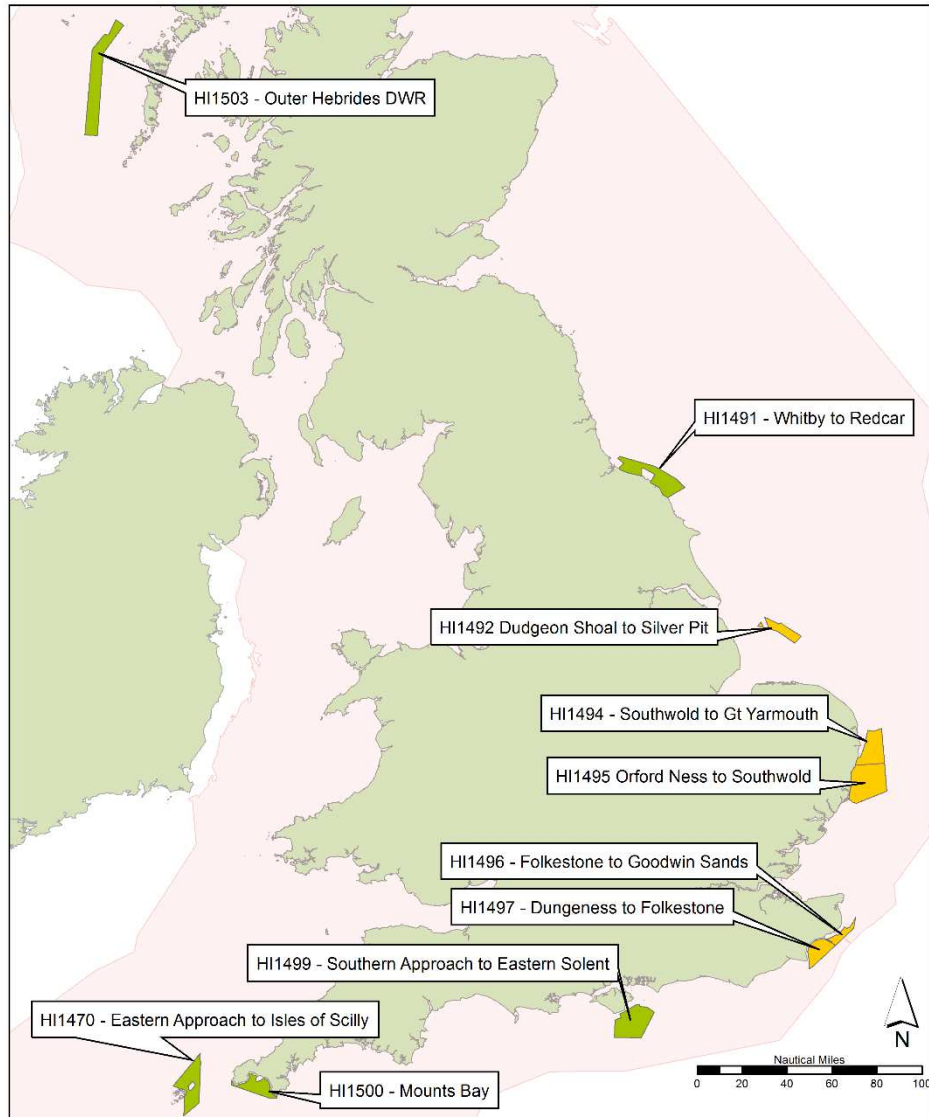 HI1503 - Outer Hebrides DWR
HI1491 - Whitby to Redcar
HI1492 Dudgeon Shoal to Silver Pit
HI1494 - Southwold to Gt Yarmouth
HI1495 Orford Ness to Southwold
HI1496 - Folkestone to Goodwin Sands
HI1497 - Dungeness to Folkestone
HI1499 - Southern Approach to Eastern Solent
HI1470 - Eastern Approach to Isles of Scilly
HI1500 - Mounts Bay
N
Nautical Miles
0 20 40 60 80 100